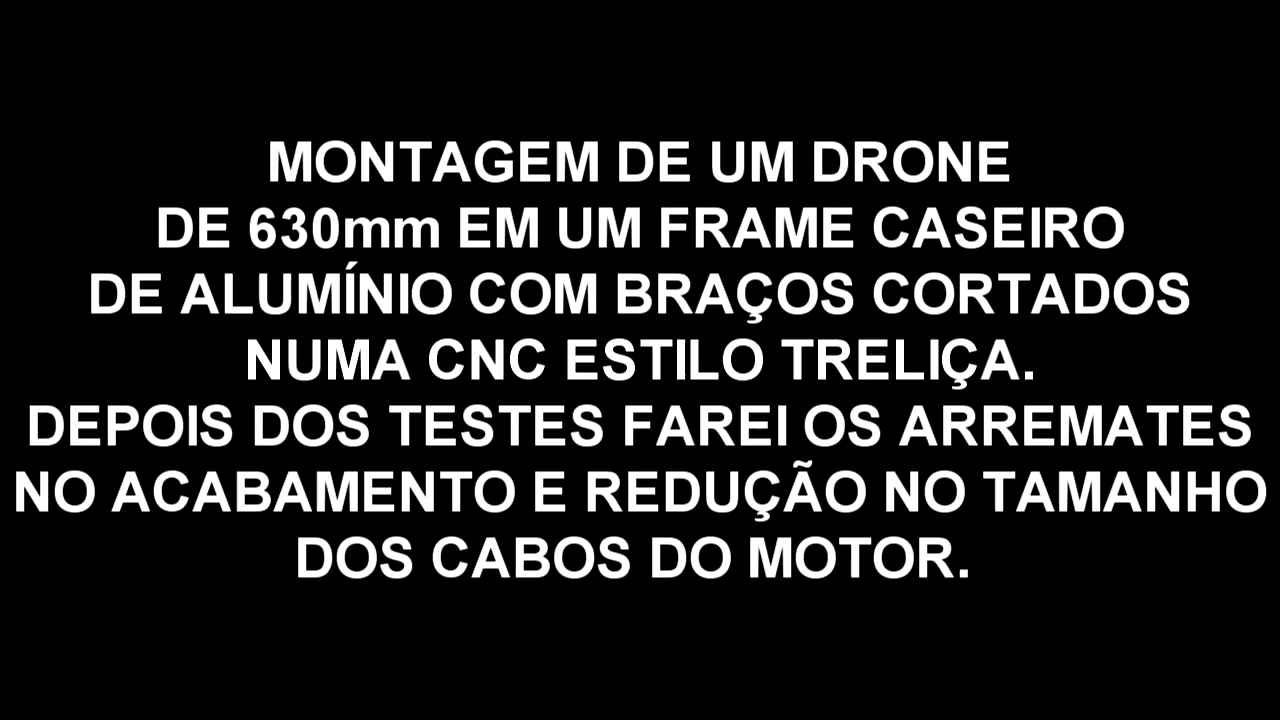 MONTAGEM DE UM DRONE
DE 630mm EM UM FRAME CASEIRO
DE ALUMÍNIO COM BRAÇOS CORTADOS
NUMA CNC ESTILO TRELIÇA.
DEPOIS DOS TESTES FAREI OS ARREMATES
NO ACABAMENTO E REDUÇÃO NO TAMANHO
DOS CABOS DO MOTOR.